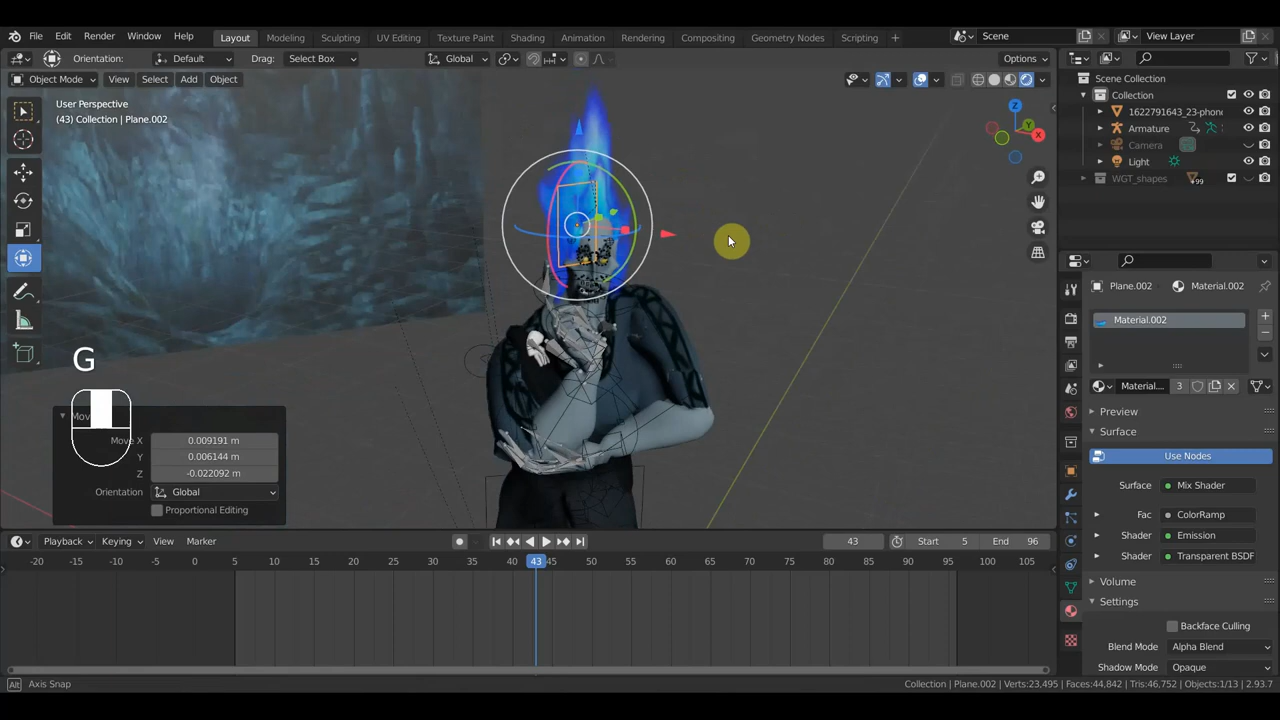 File Edit Render Window Help Layout Modeling Sculpting UV Editing Texture Paint Shading Animation Rendering Compositing Geometry Nodes Scripting + Scene View Layer
Orientation: Default Drag: Select Box Global Options
Object Mode View Select Add Object
User Perspective
(43) Collection | Plane.002
Scene Collection
Collection
1622791643_23-phono
Armature
Camera
Light
WGT_shapes 99
Z
Y
X
Plane.002 Material.002
Material.002
Material... 3
Preview
Surface
Use Nodes
Surface Mix Shader
Fac ColorRamp
Shader Emission
Shader Transparent BSDF
Volume
Settings
Backface Culling
Blend Mode Alpha Blend
Shadow Mode Opaque
G
Move X 0.009191 m
Y 0.006144 m
Z -0.022092 m
Orientation Global
Proportional Editing
Playback Keying View Marker 43 Start 5 End 96
-20 -15 -10 -5 0 5 10 15 20 25 30 35 40 43 45 50 55 60 65 70 75 80 85 90 95 100 105
Alt Axis Snap Collection | Plane.002 | Verts:23,495 | Faces:44,842 | Tris:46,752 | Objects:1/13 | 2.93.7